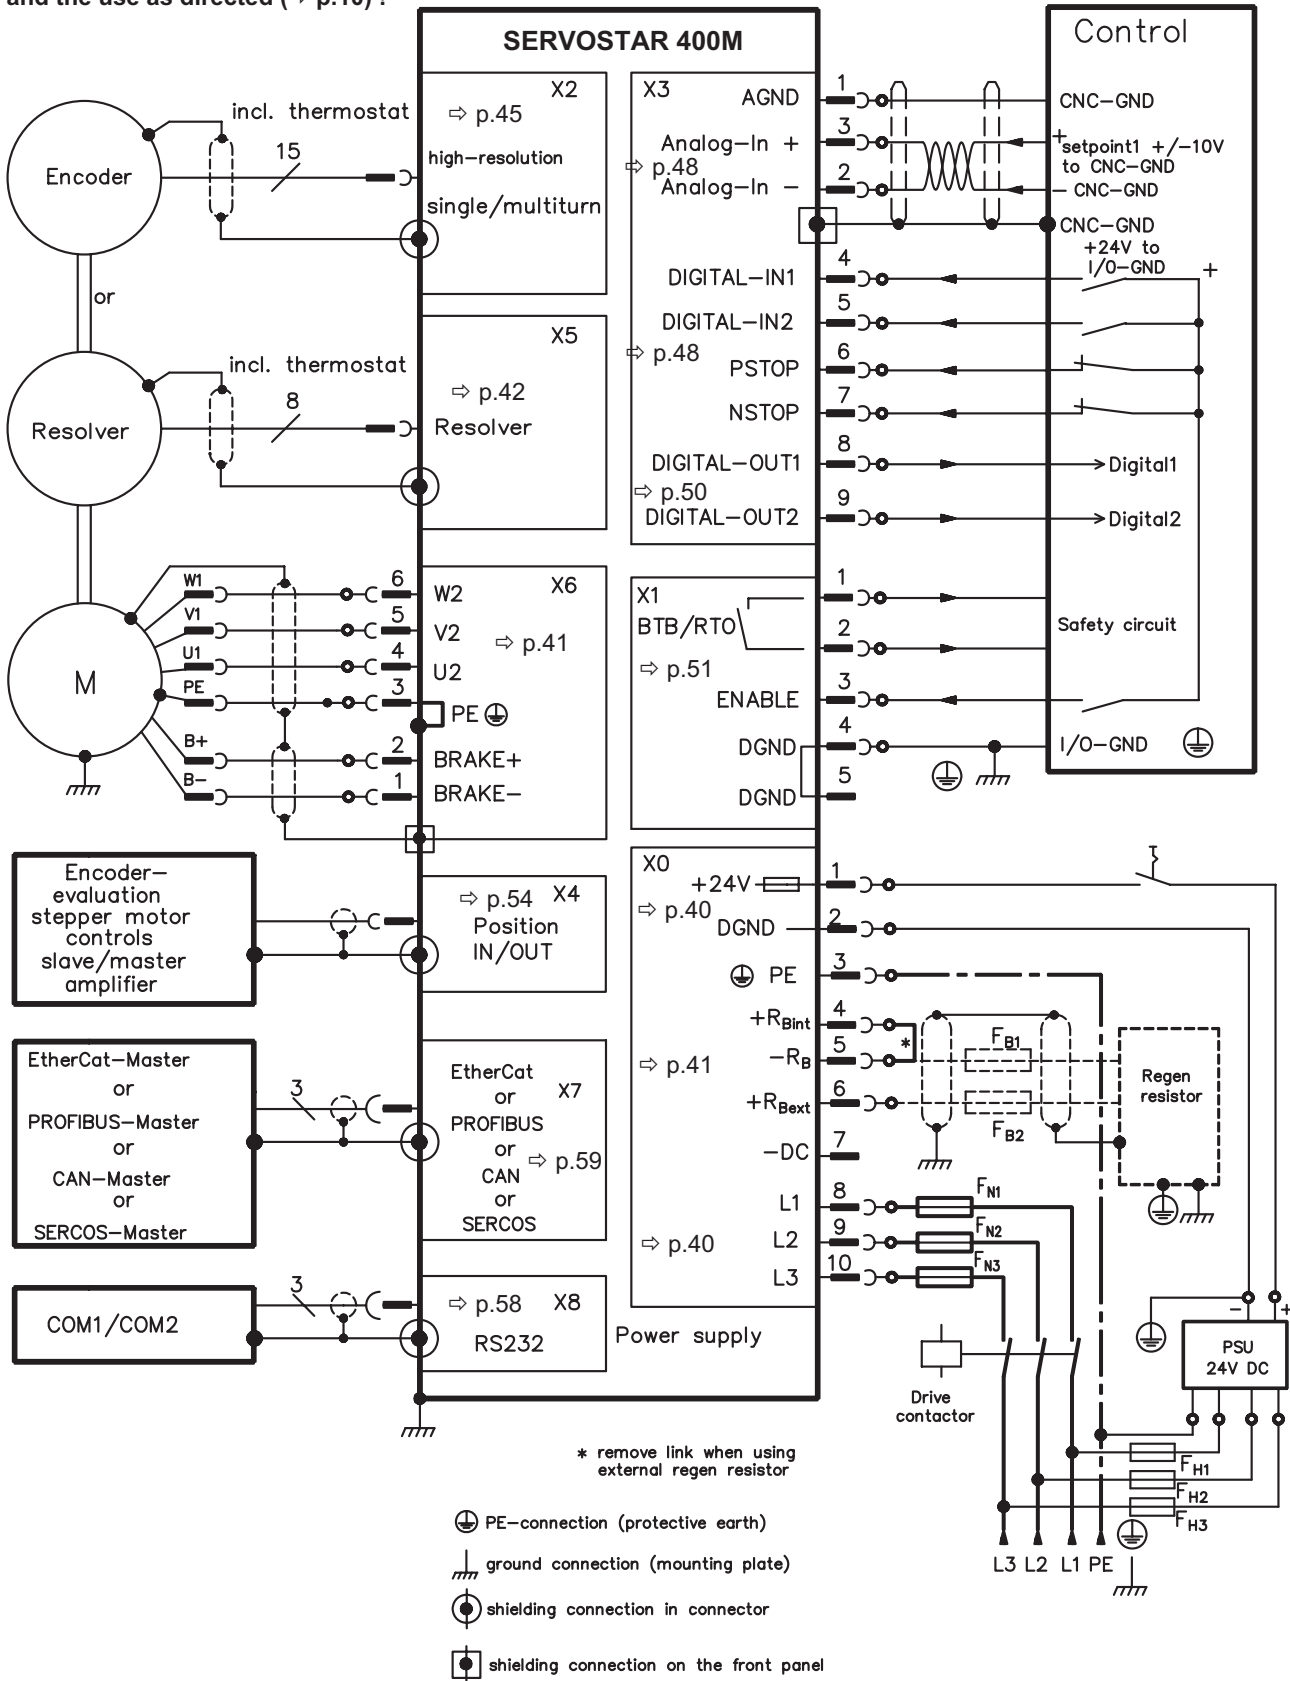 and the use as directed (⇨ p.10) !
SERVOSTAR 400M
Control
Encoder
incl. thermostat
15
X2
⇨ p.45
high-resolution
single/multiturn
or
Resolver
incl. thermostat
8
X5
⇨ p.42
Resolver
M
W1
V1
U1
PE
B+
B-
6
5
4
3
2
1
X6
W2
V2
⇨ p.41
U2
PE
BRAKE+
BRAKE-
Encoder-
evaluation
stepper motor
controls
slave/master
amplifier
⇨ p.54 X4
Position
IN/OUT
EtherCat-Master
or
PROFIBUS-Master
or
CAN-Master
or
SERCOS-Master
3
EtherCat
or X7
PROFIBUS
or
CAN ⇨ p.59
or
SERCOS
COM1/COM2
3
⇨ p.58 X8
RS232
X3
AGND
Analog-In +
⇨ p.48
Analog-In -
DIGITAL-IN1
DIGITAL-IN2
⇨ p.48
PSTOP
NSTOP
DIGITAL-OUT1
⇨ p.50
DIGITAL-OUT2
1
3
2
4
5
6
7
8
9
CNC-GND
+ setpoint1 +/-10V
to CNC-GND
- CNC-GND
CNC-GND
+24V to
I/O-GND +
Digital1
Digital2
X1
BTB/RTO
⇨ p.51
ENABLE
DGND
DGND
1
2
3
4
5
Safety circuit
I/O-GND
X0
+24V
⇨ p.40
DGND
PE
+RBint
-RB
⇨ p.41
+RBext
-DC
L1
⇨ p.40
L2
L3
1
2
3
4
5
6
7
8
9
10
*
FB1
FB2
Regen
resistor
FN1
FN2
FN3
Power supply
Drive
contactor
- +
PSU
24V DC
FH1
FH2
FH3
L3 L2 L1 PE
* remove link when using
external regen resistor
PE-connection (protective earth)
ground connection (mounting plate)
shielding connection in connector
shielding connection on the front panel